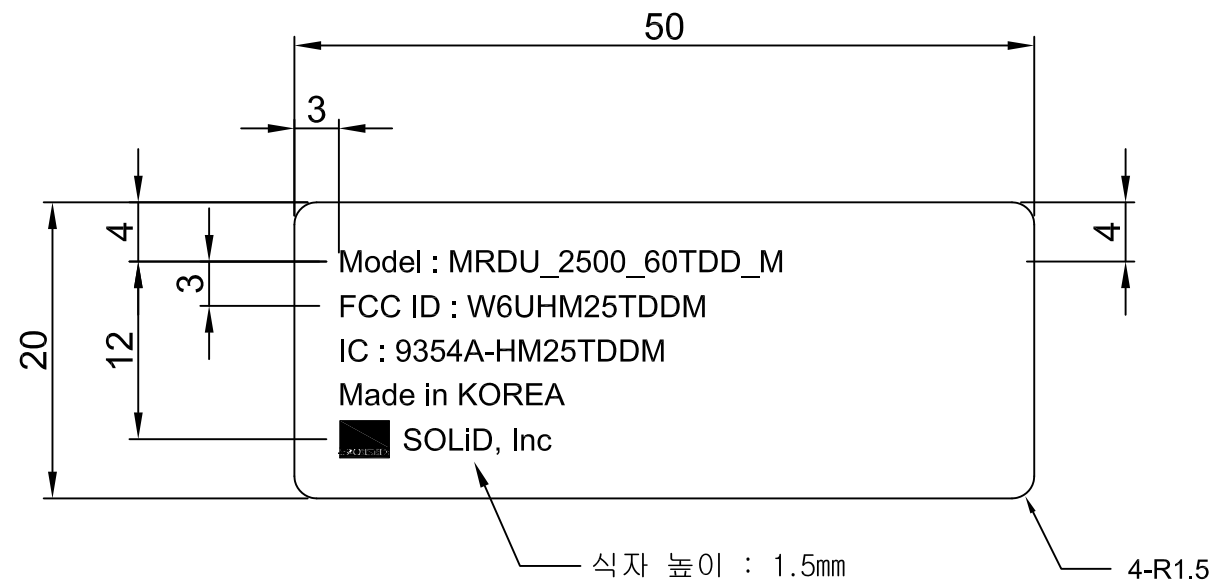 50
3
4
4
3
20
12
Model : MRDU_2500_60TDD_M
FCC ID : W6UHM25TDDM
IC : 9354A-HM25TDDM
Made in KOREA
SOLiD, Inc
식자 높이 : 1.5mm
4-R1.5